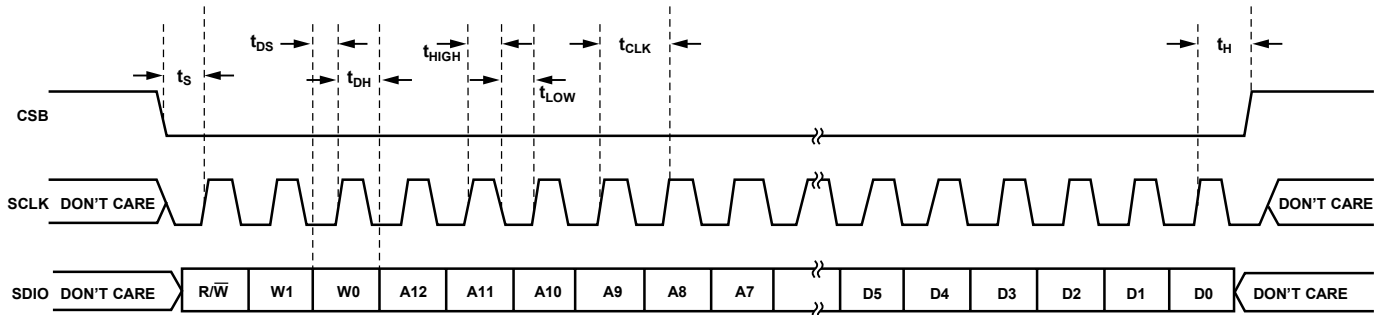 tDS tHIGH tCLK tH
tS tDH tLOW
CSB
SCLK DON'T CARE DON'T CARE
SDIO DON'T CARE R/W̅ W1 W0 A12 A11 A10 A9 A8 A7 D5 D4 D3 D2 D1 D0 DON'T CARE